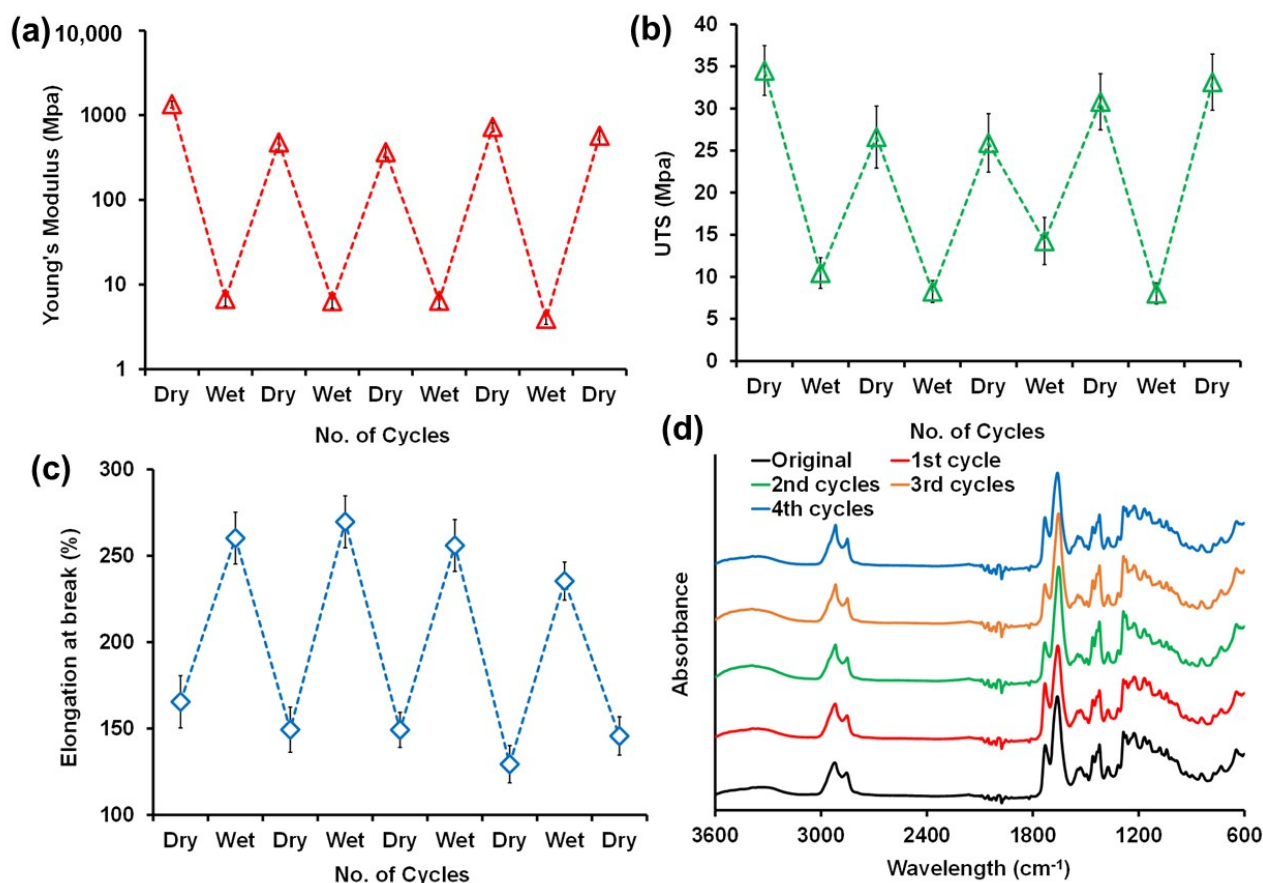 (a)
10,000
1000
100
10
1
Young's Modulus (Mpa)
Dry Wet Dry Wet Dry Wet Dry Wet Dry
No. of Cycles
(b)
40
35
30
25
20
15
10
5
0
UTS (Mpa)
Dry Wet Dry Wet Dry Wet Dry Wet Dry
No. of Cycles
(c)
300
250
200
150
100
Elongation at break (%)
Dry Wet Dry Wet Dry Wet Dry Wet Dry
No. of Cycles
(d)
Original 1st cycle
2nd cycles 3rd cycles
4th cycles
Absorbance
3600 3000 2400 1800 1200 600
Wavelength (cm⁻¹)